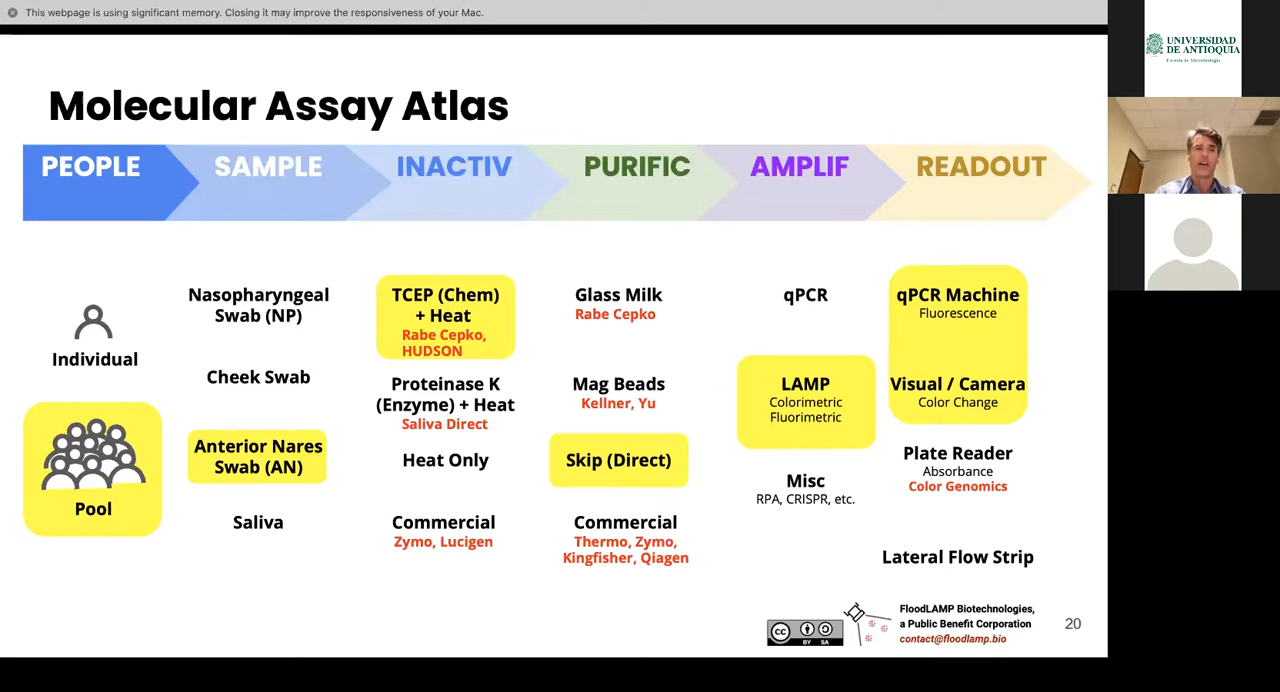 This webpage is using significant memory. Closing it may improve the responsiveness of your Mac.
UNIVERSIDAD
DE ANTIOQUIA
Escuela de Microbiología
Molecular Assay Atlas
PEOPLE
SAMPLE
INACTIV
PURIFIC
AMPLIF
READOUT
Individual
Pool
Nasopharyngeal
Swab (NP)
Cheek Swab
Anterior Nares
Swab (AN)
Saliva
TCEP (Chem)
+ Heat
Rabe Cepko,
HUDSON
Proteinase K
(Enzyme) + Heat
Saliva Direct
Heat Only
Commercial
Zymo, Lucigen
Glass Milk
Rabe Cepko
Mag Beads
Kellner, Yu
Skip (Direct)
Commercial
Thermo, Zymo,
Kingfisher, Qiagen
qPCR
LAMP
Colorimetric
Fluorimetric
Misc
RPA, CRISPR, etc.
qPCR Machine
Fluorescence
Visual / Camera
Color Change
Plate Reader
Absorbance
Color Genomics
Lateral Flow Strip
CC
BY SA
FloodLAMP Biotechnologies,
a Public Benefit Corporation
contact@floodlamp.bio
20